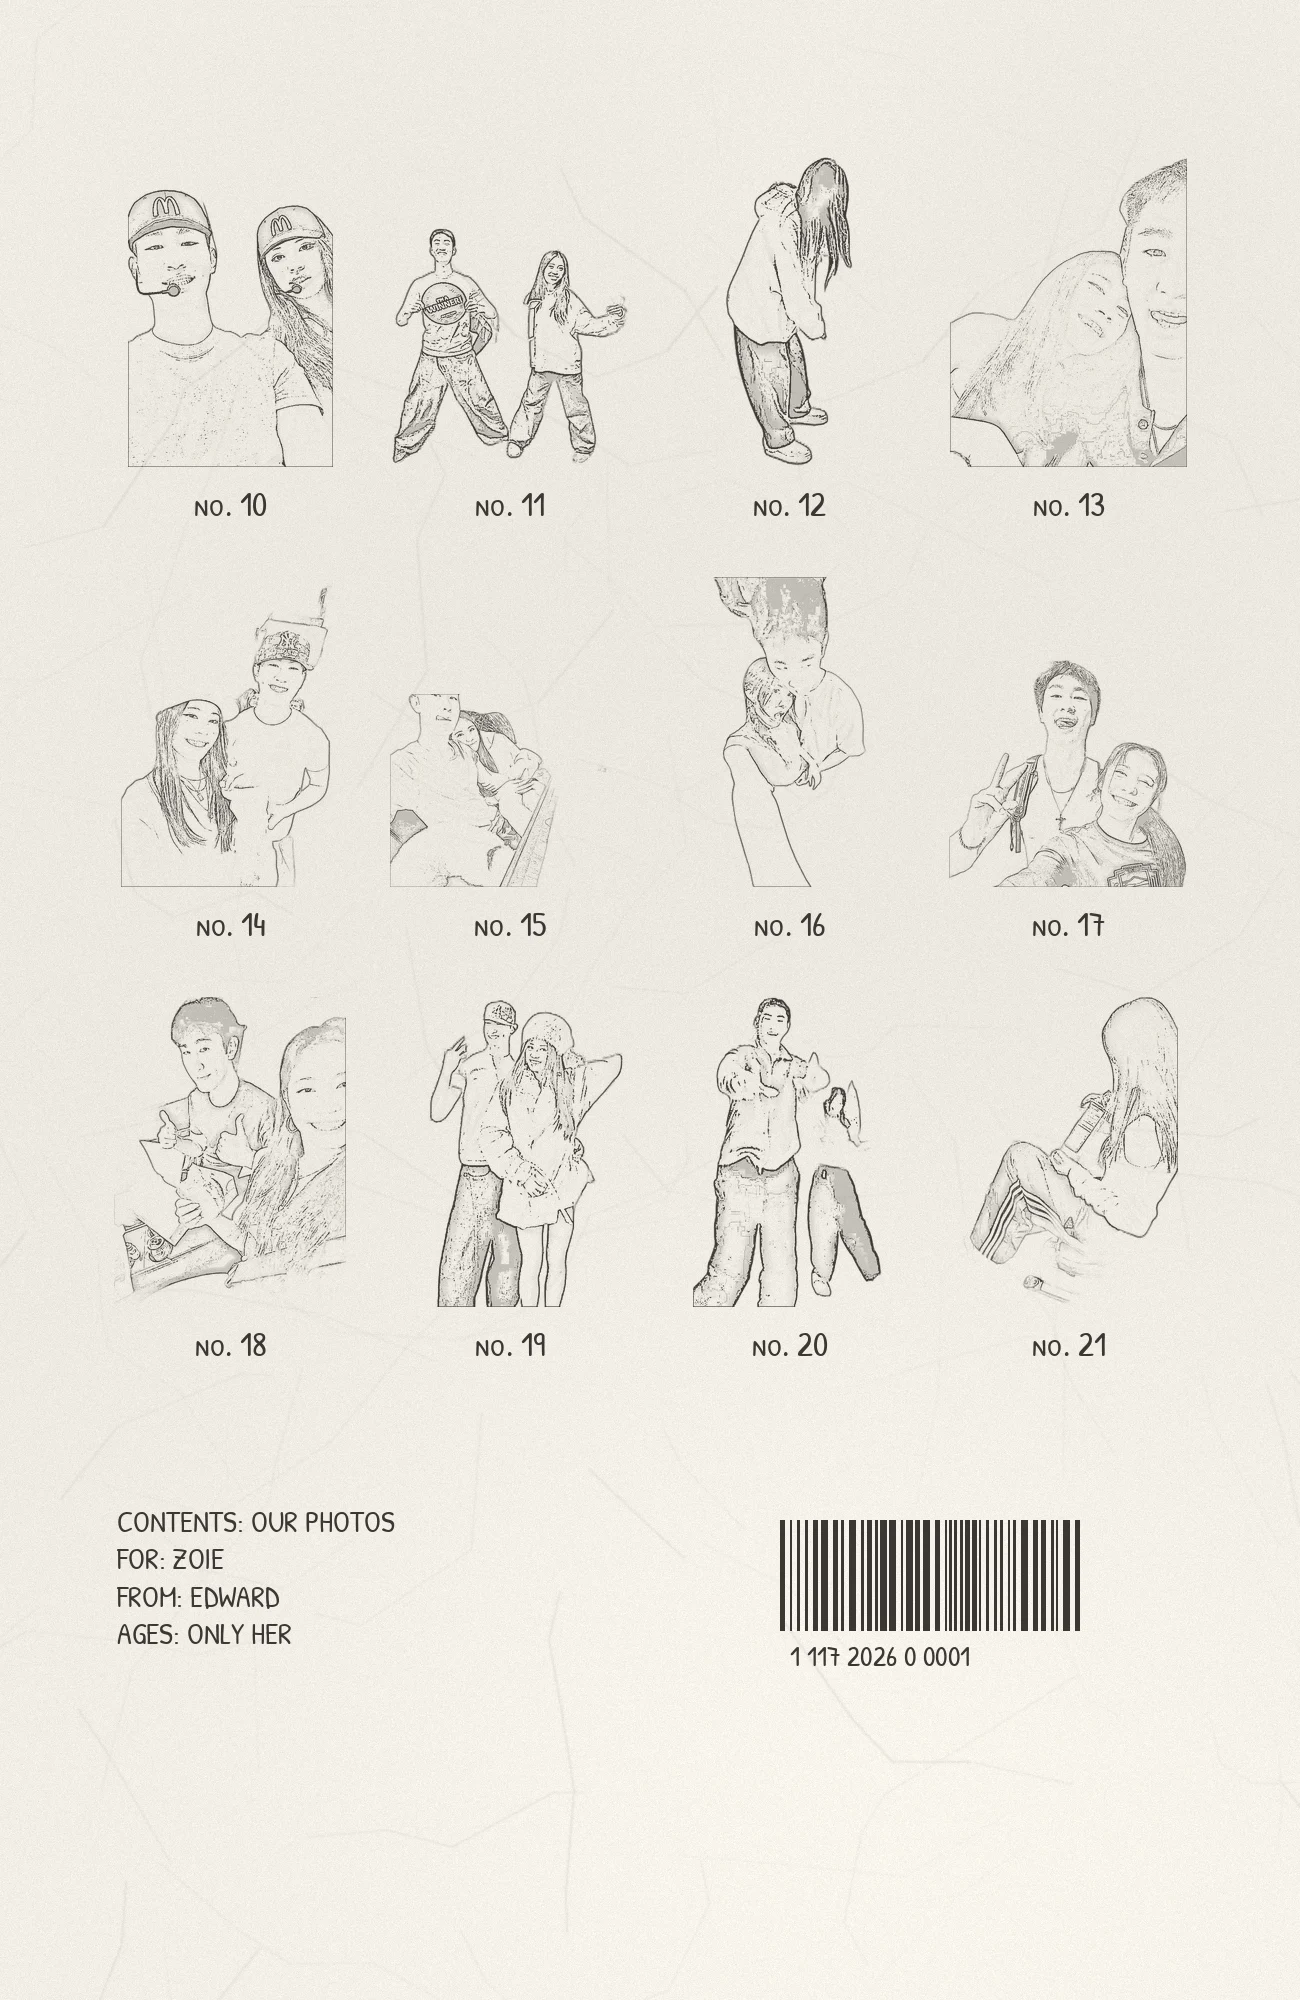 WINNER!
NO. 10
NO. 11
NO. 12
NO. 13
NO. 14
NO. 15
NO. 16
NO. 17
NO. 18
NO. 19
NO. 20
NO. 21
CONTENTS: OUR PHOTOS
FOR: ZOIE
FROM: EDWARD
AGES: ONLY HER
1 117 2026 0 0001